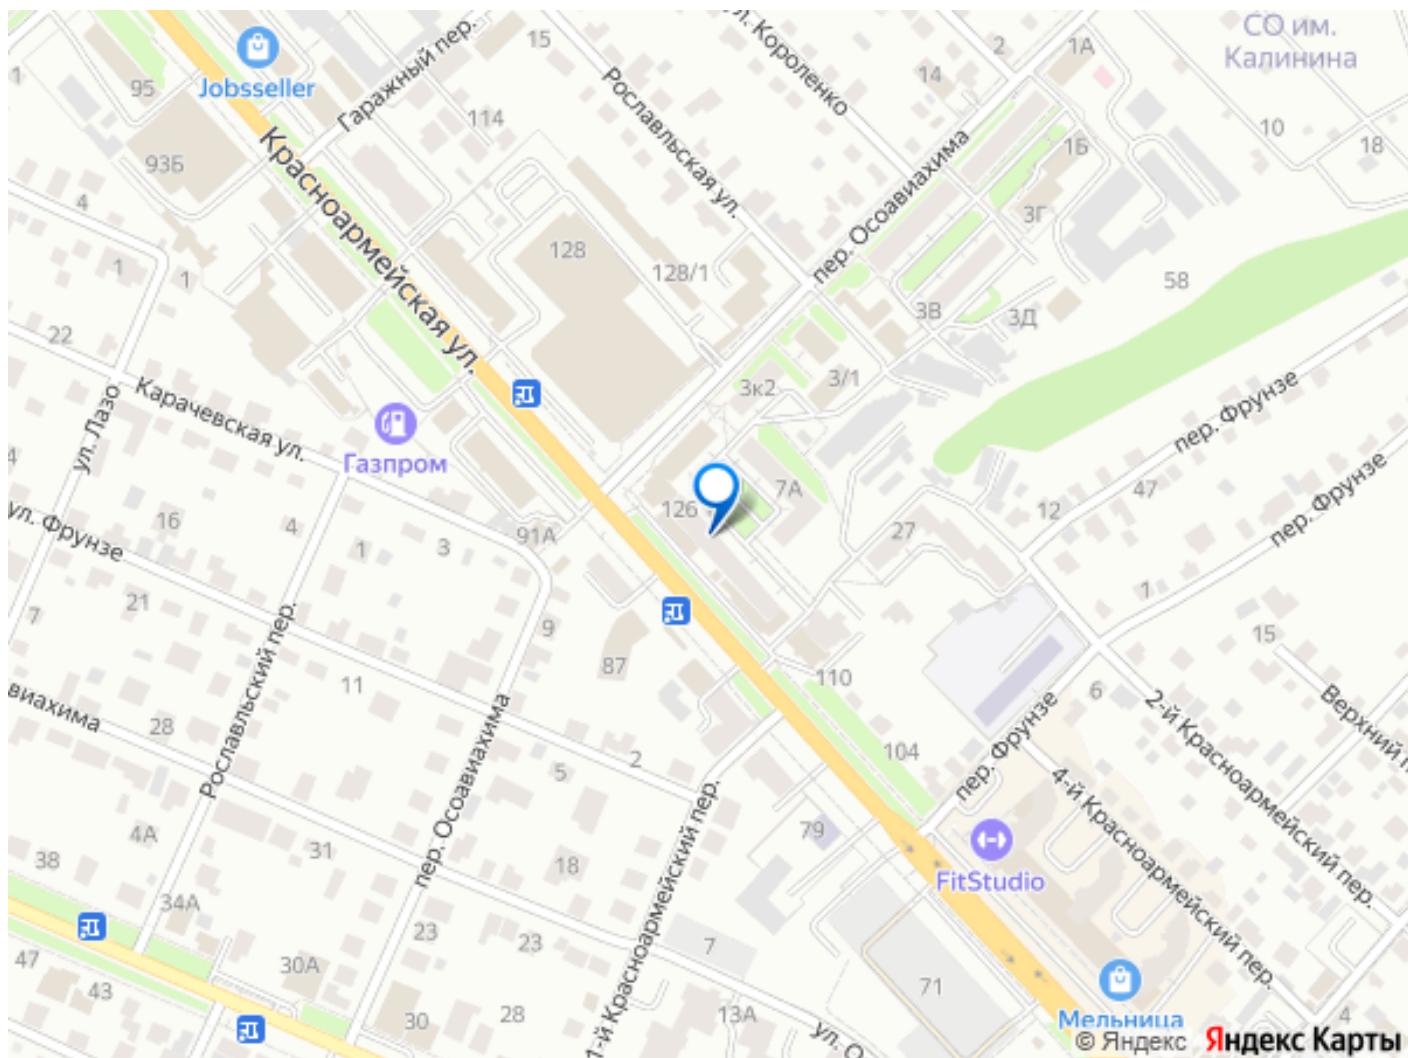 СО им.
Калинина
1А
2
ул. Короленко
14
15
Гаражный пер.
Jobsseller
95
1
114
Рославльская ул.
10
18
1Б
93Б
Красноармейская ул.
пер. Осоавиахима
3Г
4
1
1
128
128/1
58
3В
3Д
22
ул. Лазо
Карачевская ул.
3к2
3/1
пер. Фрунзе
Газпром
4
7А
47
пер. Фрунзе
ул. Фрунзе
16
4
1
3
91А
126
27
12
21
7
9
1
15
87
Рославльский пер.
11
110
6
Верхний п
28
пер. Осоавиахима
2
5
104
пер. Фрунзе
2-й Красноармейский пер.
4-й Красноармейский пер.
4А
31
18
79
38
FitStudio
34А
1-й Красноармейский пер.
23
23
7
47
30А
43
30
28
13А
71
ул. О
4
Мельница
© Яндекс Яндекс Карты